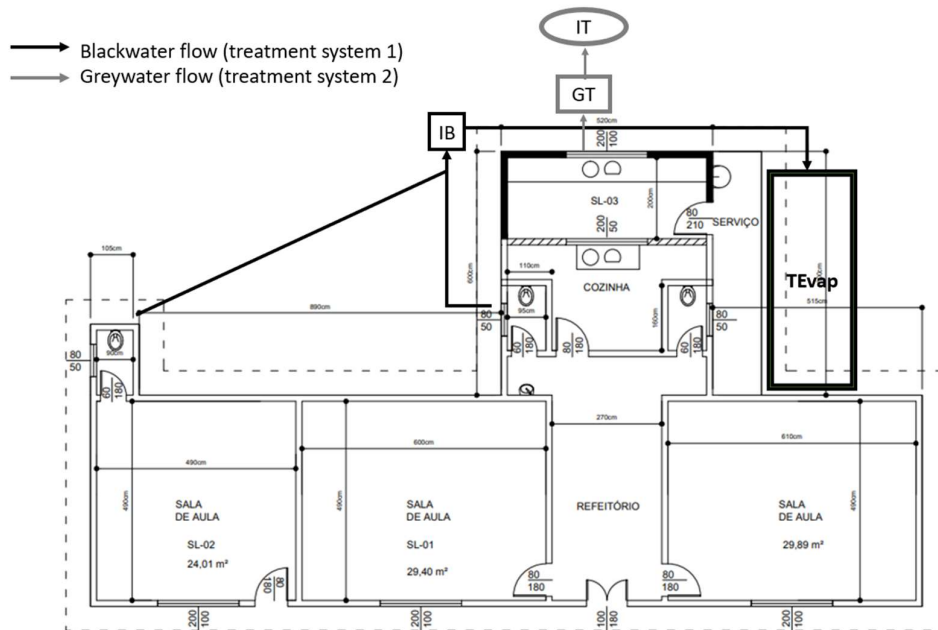 IT
Blackwater flow (treatment system 1)
Greywater flow (treatment system 2)
GT
IB
520cm
200
100
SL-03
200cm
200
50
80
210
SERVIÇO
105cm
600cm
110cm
COZINHA
TEvap
515cm
890cm
95cm
160cm
80
50
80
50
80
50
900cm
60
180
60
180
80
180
60
180
270cm
490cm
600cm
610cm
490cm
490cm
490cm
SALA
DE AULA
SL-02
24,01 m²
SALA
DE AULA
SL-01
29,40 m²
REFEITÓRIO
SALA
DE AULA
29,89 m²
80
180
80
180
80
180
200
100
200
100
100
180
200
100